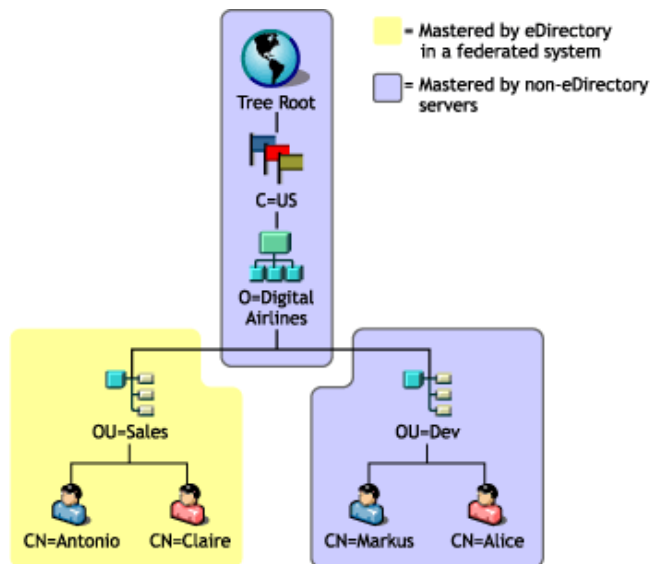 = Mastered by eDirectory
in a federated system
= Mastered by non-eDirectory
servers
Tree Root
C=US
O=Digital
Airlines
OU=Sales
OU=Dev
CN=Antonio
CN=Claire
CN=Markus
CN=Alice